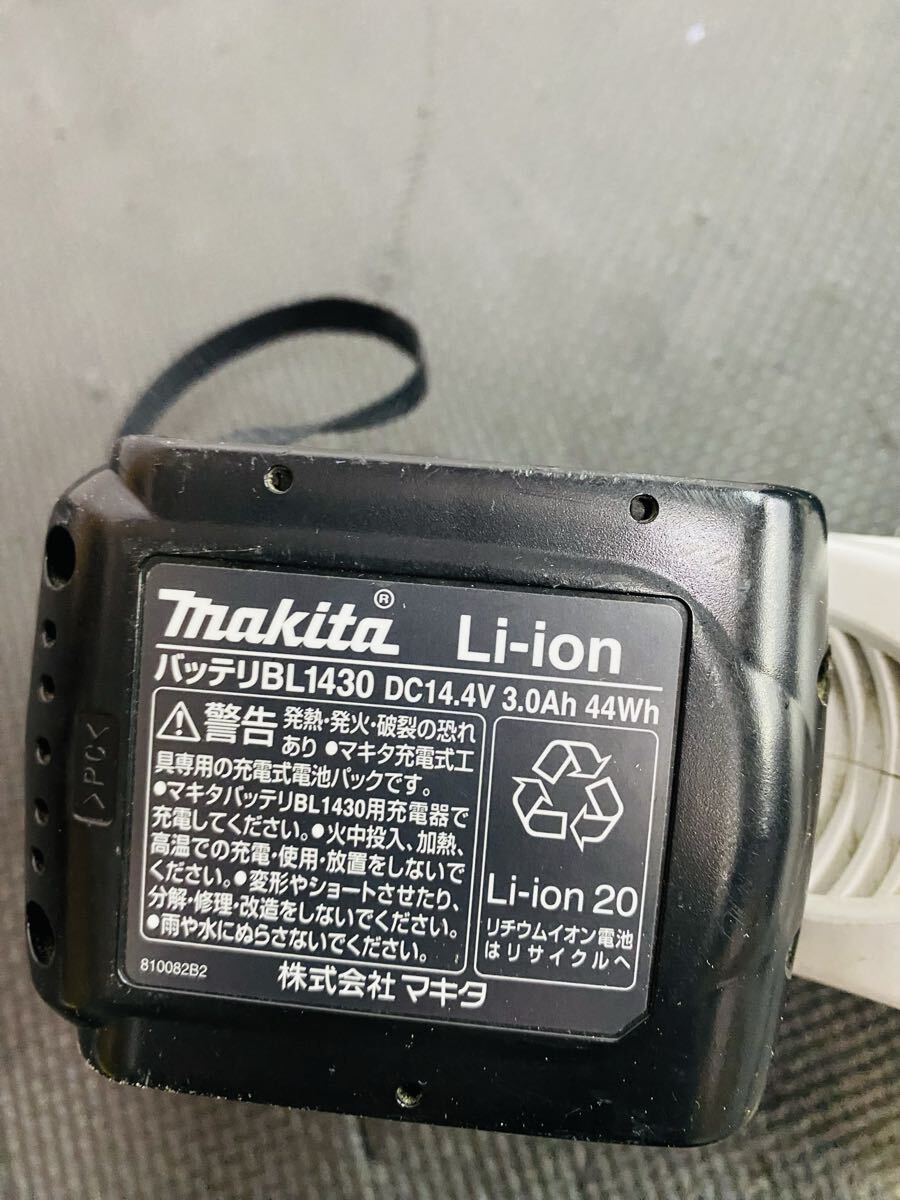 makita® Li-ion
バッテリBL1430 DC14.4V 3.0Ah 44Wh
⚠警告 発熱・発火・破裂の恐れ
あり ●マキタ充電式工
具専用の充電式電池パックです。
●マキタバッテリBL1430用充電器で
充電してください。●火中投入、加熱、
高温での充電・使用・放置をしないで
ください。●変形やショートさせたり、
分解・修理・改造をしないでください。
●雨や水にぬらさないでください。
Li-ion 20
リチウムイオン電池
はリサイクルへ
810082B2
株式会社 マキタ
>PC<